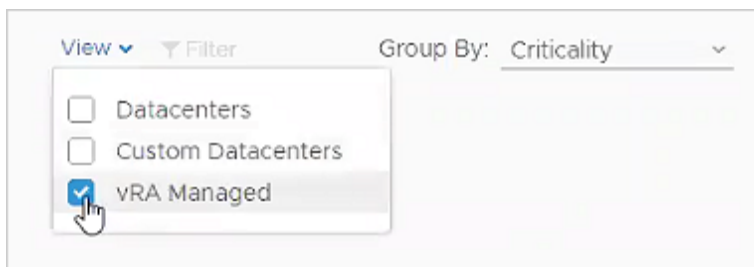 View Filter Group By: Criticality
Datacenters
Custom Datacenters
vRA Managed